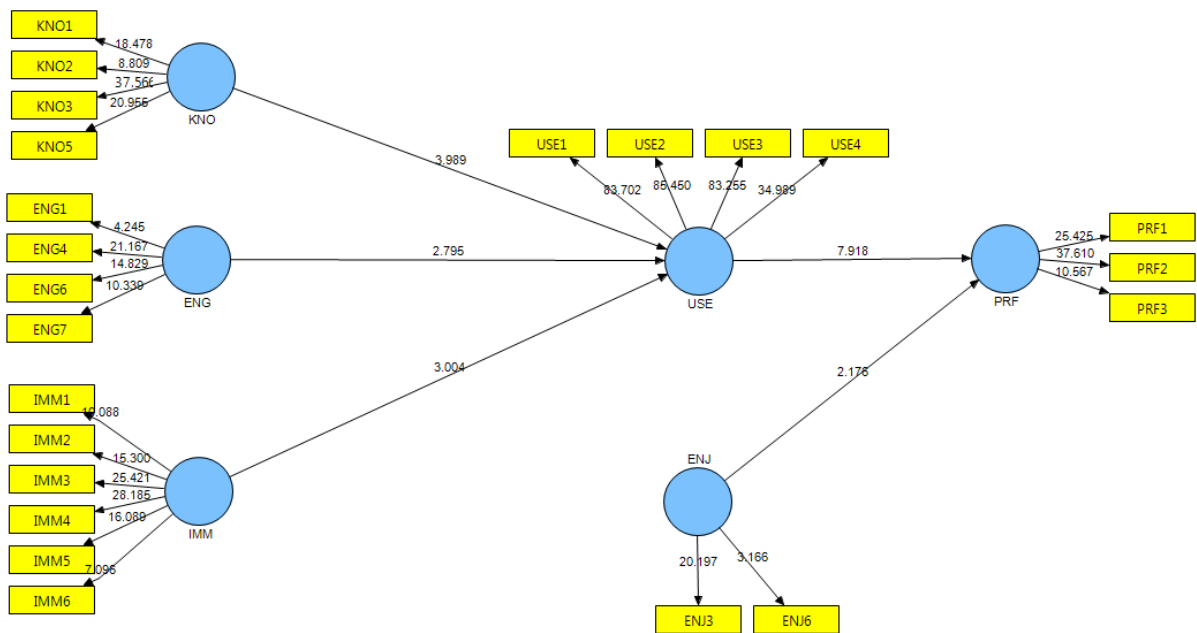 KNO1
KNO2
KNO3
KNO5
18.478
8.809
37.566
20.955
KNO
3.989
ENG1
ENG4
ENG6
ENG7
4.245
21.167
14.829
10.339
ENG
2.795
IMM1
IMM2
IMM3
IMM4
IMM5
IMM6
15.300
25.421
28.185
16.089
7.095
IMM
3.004
USE1
USE2
USE3
USE4
83.702
85.450
83.255
34.989
USE
7.918
PRF
25.425
37.610
10.567
PRF1
PRF2
PRF3
2.176
ENJ
20.197
3.166
ENJ3
ENJ6